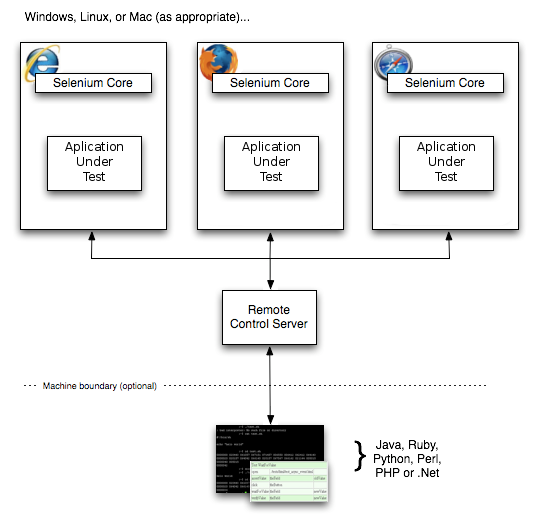 Windows, Linux, or Mac (as appropriate)...
Selenium Core
Selenium Core
Selenium Core
Aplication
Under
Test
Aplication
Under
Test
Aplication
Under
Test
Remote
Control Server
Machine boundary (optional)
Java, Ruby,
Python, Perl,
PHP or .Net